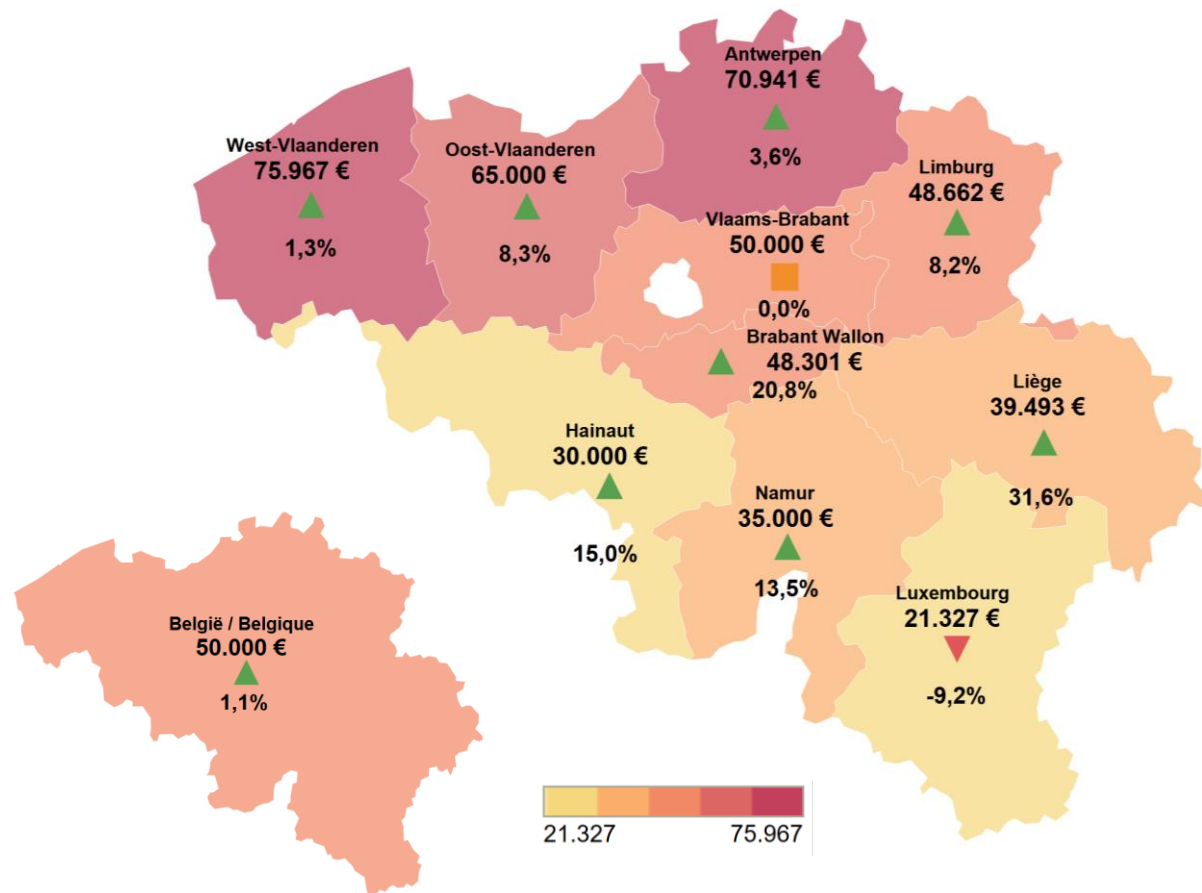 Antwerpen
70.941 €
3,6%
West-Vlaanderen
75.967 €
1,3%
Oost-Vlaanderen
65.000 €
8,3%
Limburg
48.662 €
8,2%
Vlaams-Brabant
50.000 €
0,0%
Brabant Wallon
48.301 €
20,8%
Liège
39.493 €
31,6%
Hainaut
30.000 €
15,0%
Namur
35.000 €
13,5%
Luxembourg
21.327 €
-9,2%
België / Belgique
50.000 €
1,1%
21.327 75.967